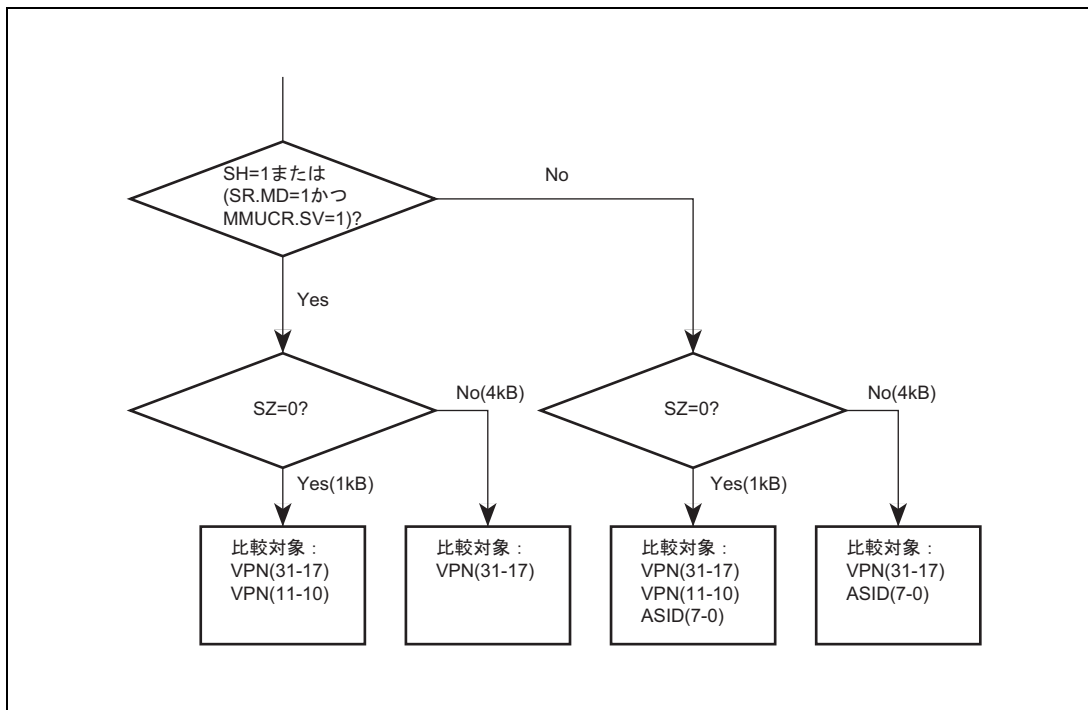 SH=1または
(SR.MD=1かつ
MMUCR.SV=1)?
No
Yes
SZ=0?
No(4kB)
SZ=0?
No(4kB)
Yes(1kB)
Yes(1kB)
比較対象：
VPN(31-17)
VPN(11-10)
比較対象：
VPN(31-17)
比較対象：
VPN(31-17)
VPN(11-10)
ASID(7-0)
比較対象：
VPN(31-17)
ASID(7-0)